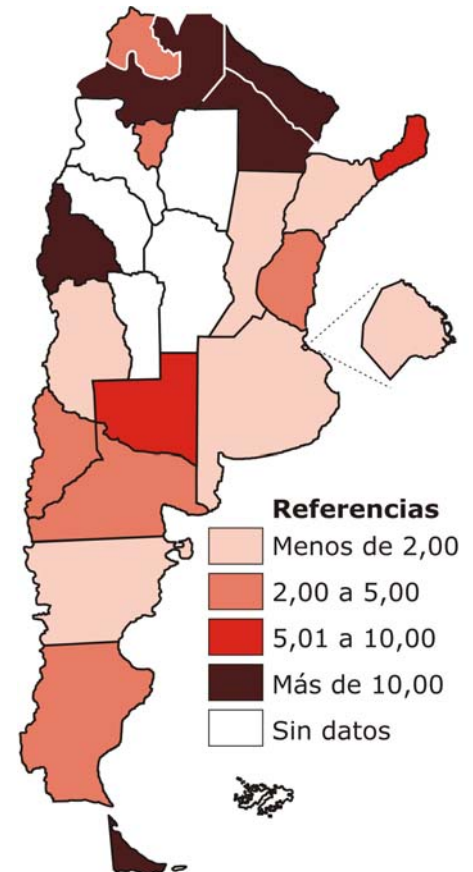 Referencias
Menos de 2,00
2,00 a 5,00
5,01 a 10,00
Más de 10,00
Sin datos